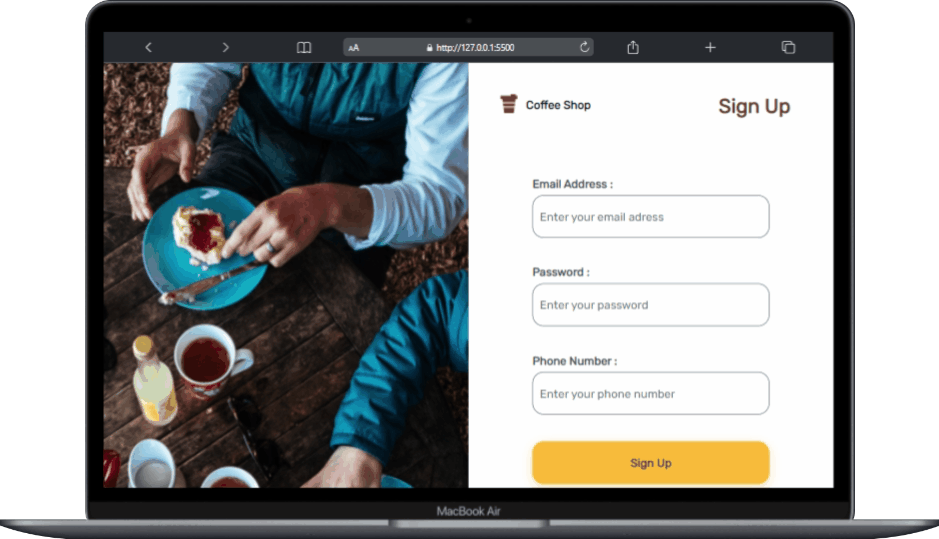 AA http://127.0.0.1:5500
Coffee Shop
Sign Up
Email Address :
Enter your email adress
Password :
Enter your password
Phone Number :
Enter your phone number
Sign Up
MacBook Air